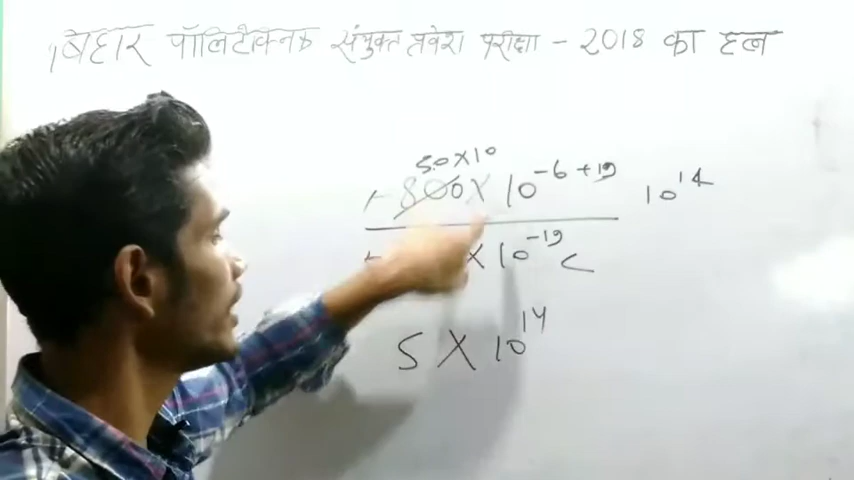 बिहार पॉलिटेक्निक संयुक्त प्रवेश परीक्षा - 2018 का हल
50×10
-800× 10^-6+19 10^14
× 10^-19 C
5 × 10^14